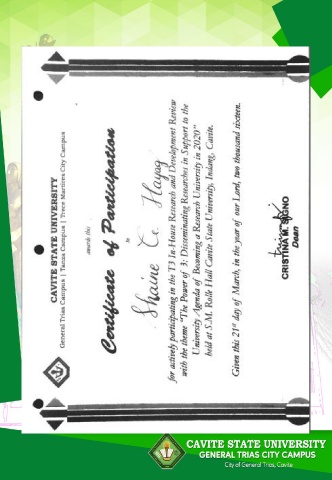 CAVITE STATE UNIVERSITY
General Trias Campus | Tanza Campus | Trece Martires City Campus
awards this
Certificate of Participation
to
Shaine C. Hayag
for actively participating in the T3 In-House Research and Development Review
with the theme "The Power of 3: Disseminating Researches in Support to the
University Agenda of Becoming a Research University in 2020"
held at S.M. Rolle Hall Cavite State University, Indang, Cavite.
Given this 21st day of March, in the year of our Lord, two thousand sixteen.
CRISTINA M. SIGNO
Dean
CAVITE STATE UNIVERSITY
GENERAL TRIAS CITY CAMPUS
City of General Trias, Cavite